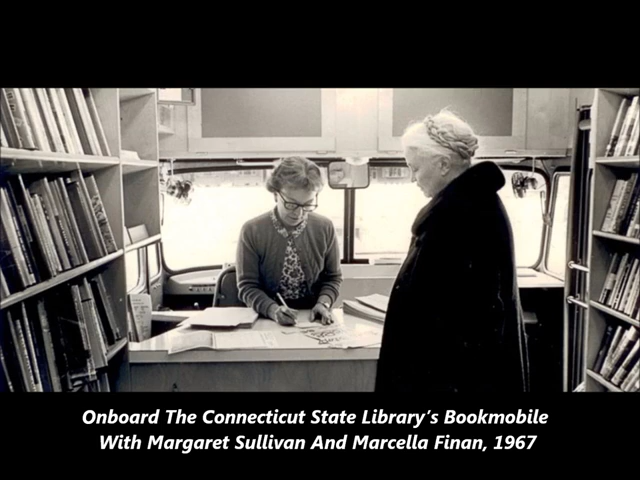 Onboard The Connecticut State Library's Bookmobile
With Margaret Sullivan And Marcella Finan, 1967